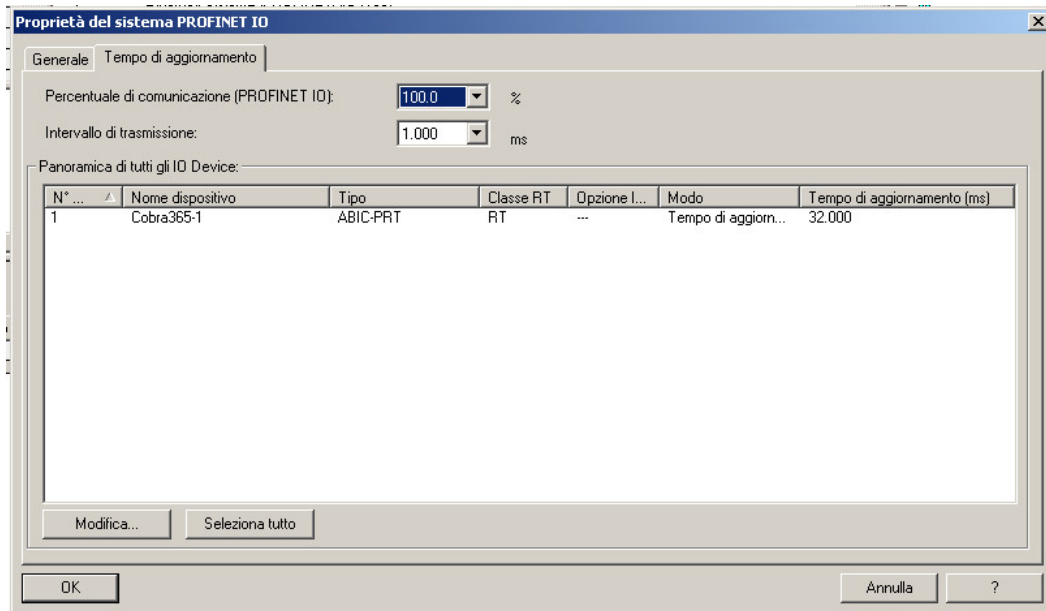 Proprietà del sistema PROFINET IO
Generale Tempo di aggiornamento
Percentuale di comunicazione (PROFINET IO): 100.0 %
Intervallo di trasmissione: 1.000 ms
Panoramica di tutti gli IO Device:
N° ... Nome dispositivo Tipo Classe RT Opzione I... Modo Tempo di aggiornamento (ms)
1 Cobra365-1 ABIC-PRT RT --- Tempo di aggiorn... 32.000
Modifica... Seleziona tutto
OK Annulla ?